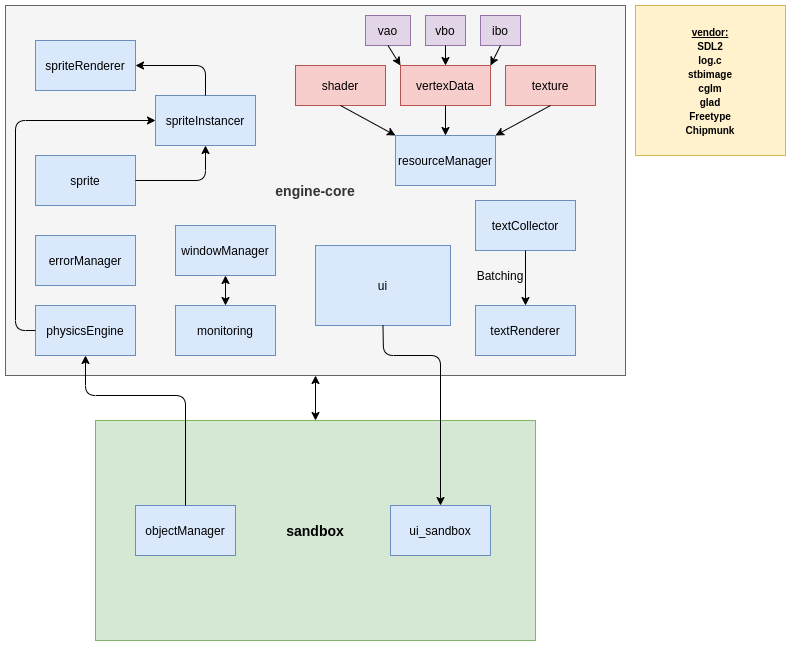 vao
vbo
ibo
vendor:
SDL2
log.c
stbimage
cglm
glad
Freetype
Chipmunk
spriteRenderer
shader
vertexData
texture
spriteInstancer
resourceManager
sprite
engine-core
textCollector
windowManager
errorManager
ui
Batching
physicsEngine
monitoring
textRenderer
objectManager
sandbox
ui_sandbox